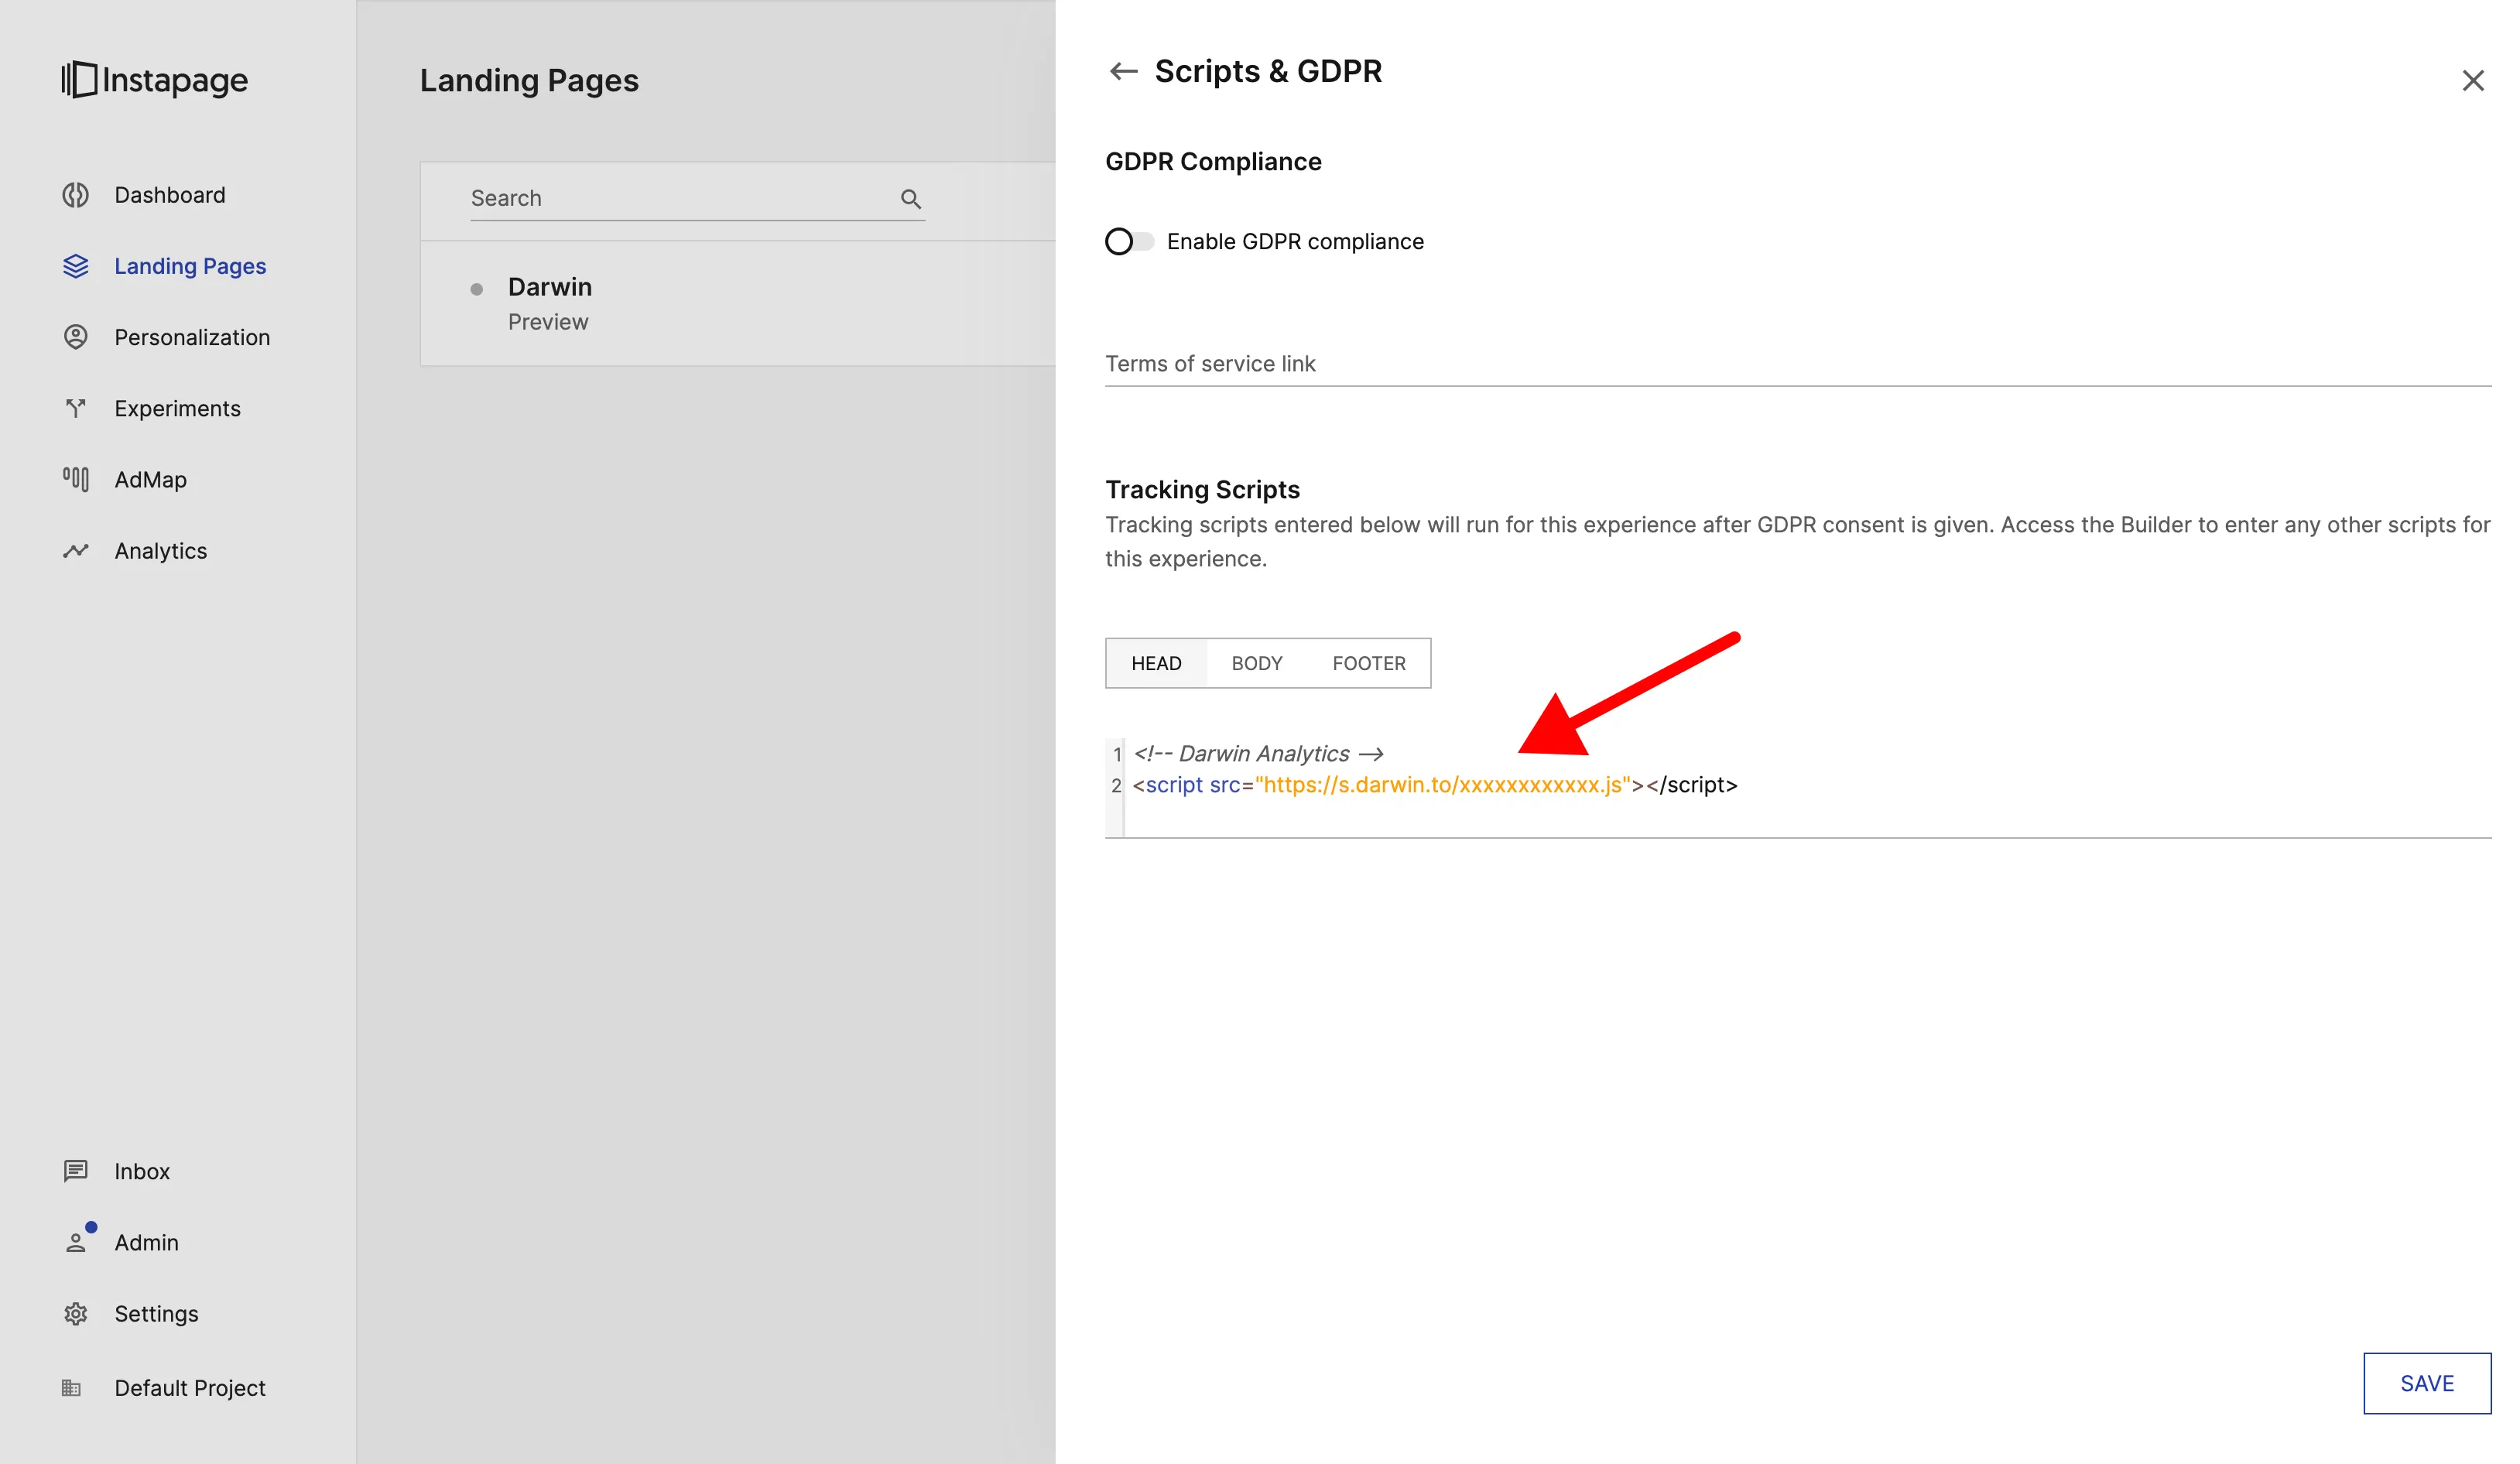 Instapage
Dashboard
Landing Pages
Personalization
Experiments
AdMap
Analytics
Inbox
Admin
Settings
Default Project
Landing Pages
Search
Darwin
Preview
Scripts & GDPR
GDPR Compliance
Enable GDPR compliance
Terms of service link
Tracking Scripts
Tracking scripts entered below will run for this experience after GDPR consent is given. Access the Builder to enter any other scripts for
this experience.
HEAD BODY FOOTER
1 <!-- Darwin Analytics -->
2 <script src="https://s.darwin.to/xxxxxxxxxxxx.js"></script>
SAVE